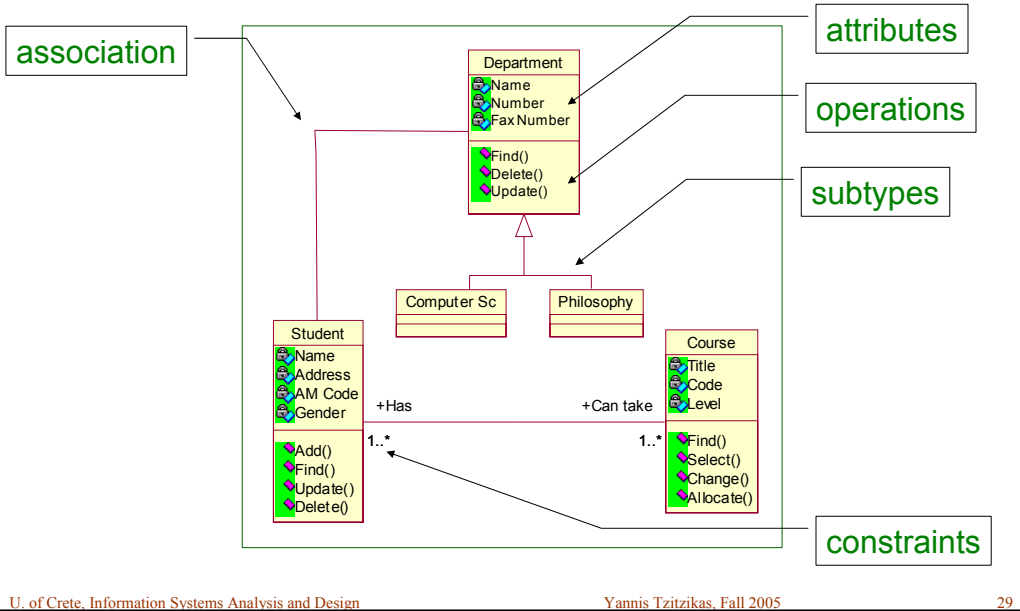 association
attributes
operations
subtypes
constraints
Department
Name
Number
FaxNumber
Find()
Delete()
Update()
Computer Sc
Philosophy
Student
Name
Address
AM Code
Gender
Add()
Find()
Update()
Delete()
+Has
1..*
+Can take
1..*
Course
Title
Code
Level
Find()
Select()
Change()
Allocate()
U. of Crete, Information Systems Analysis and Design Yannis Tzitzikas, Fall 2005 29